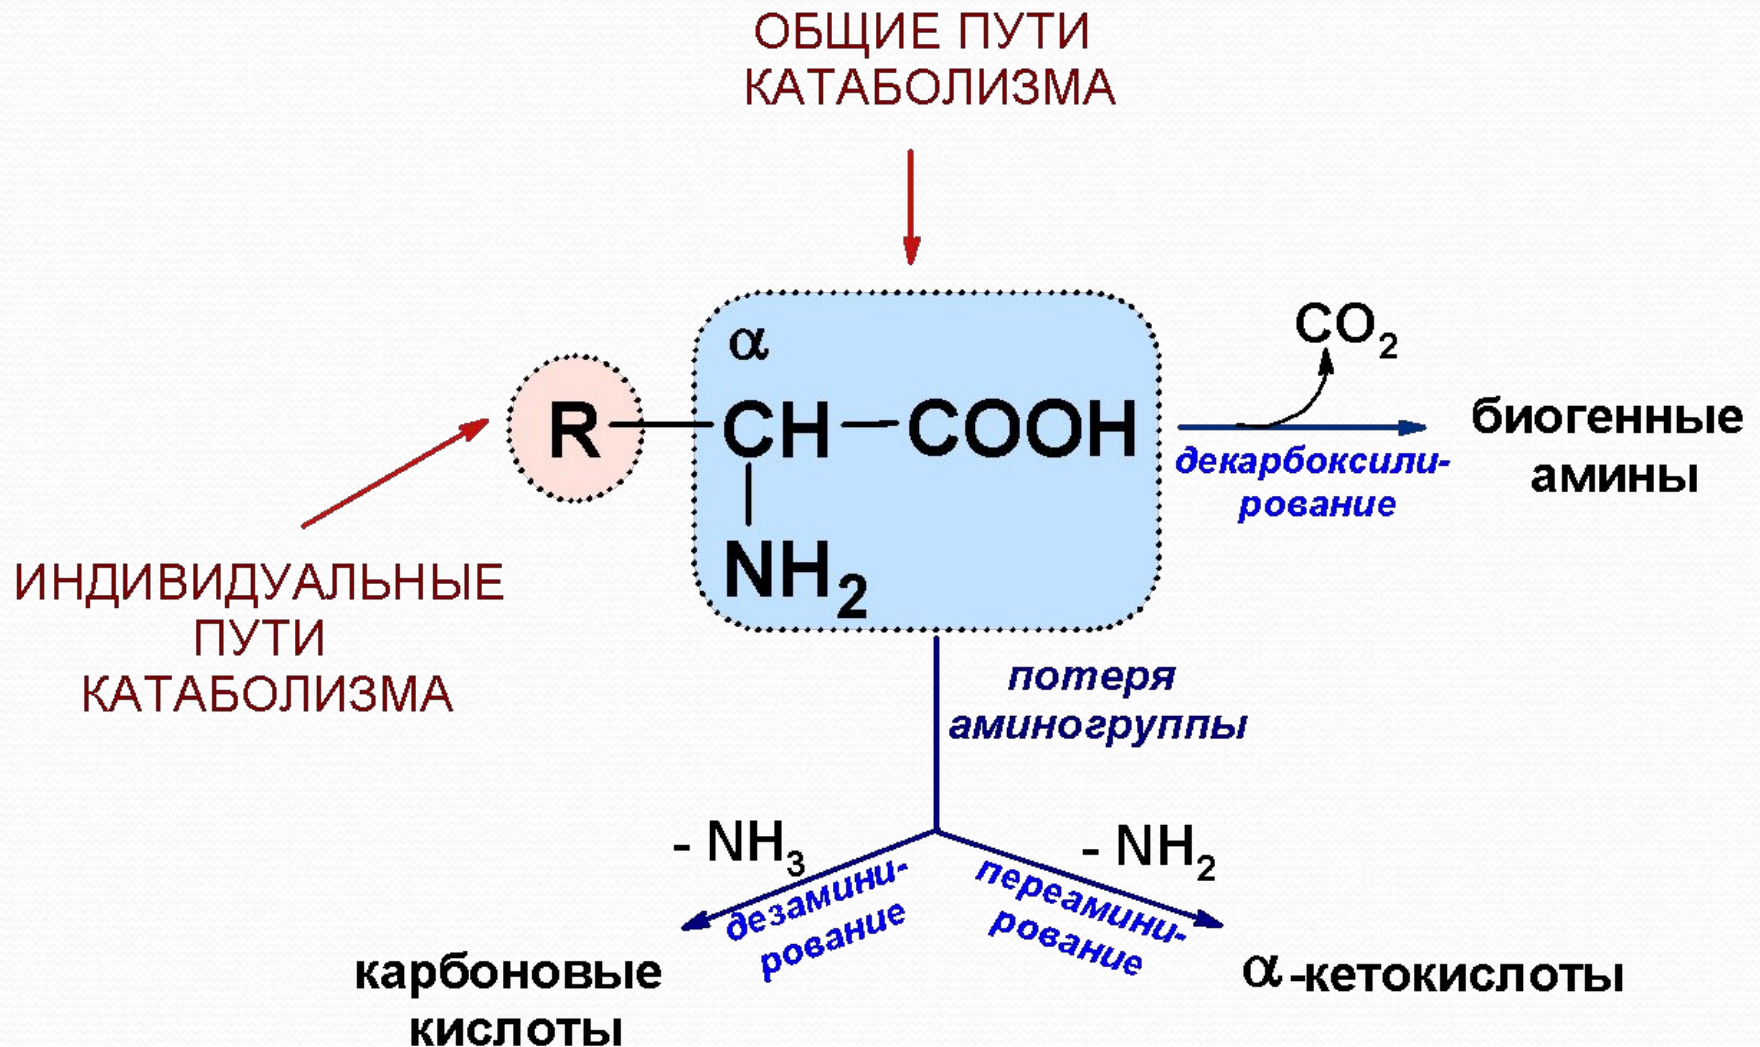 ОБЩИЕ ПУТИ
КАТАБОЛИЗМА
α
CO₂
R — CH — COOH
NH₂
декарбоксили-
рование
биогенные
амины
ИНДИВИДУАЛЬНЫЕ
ПУТИ
КАТАБОЛИЗМА
потеря
аминогруппы
- NH₃
дезамини-
рование
- NH₂
переамини-
рование
карбоновые
кислоты
α-кетокислоты